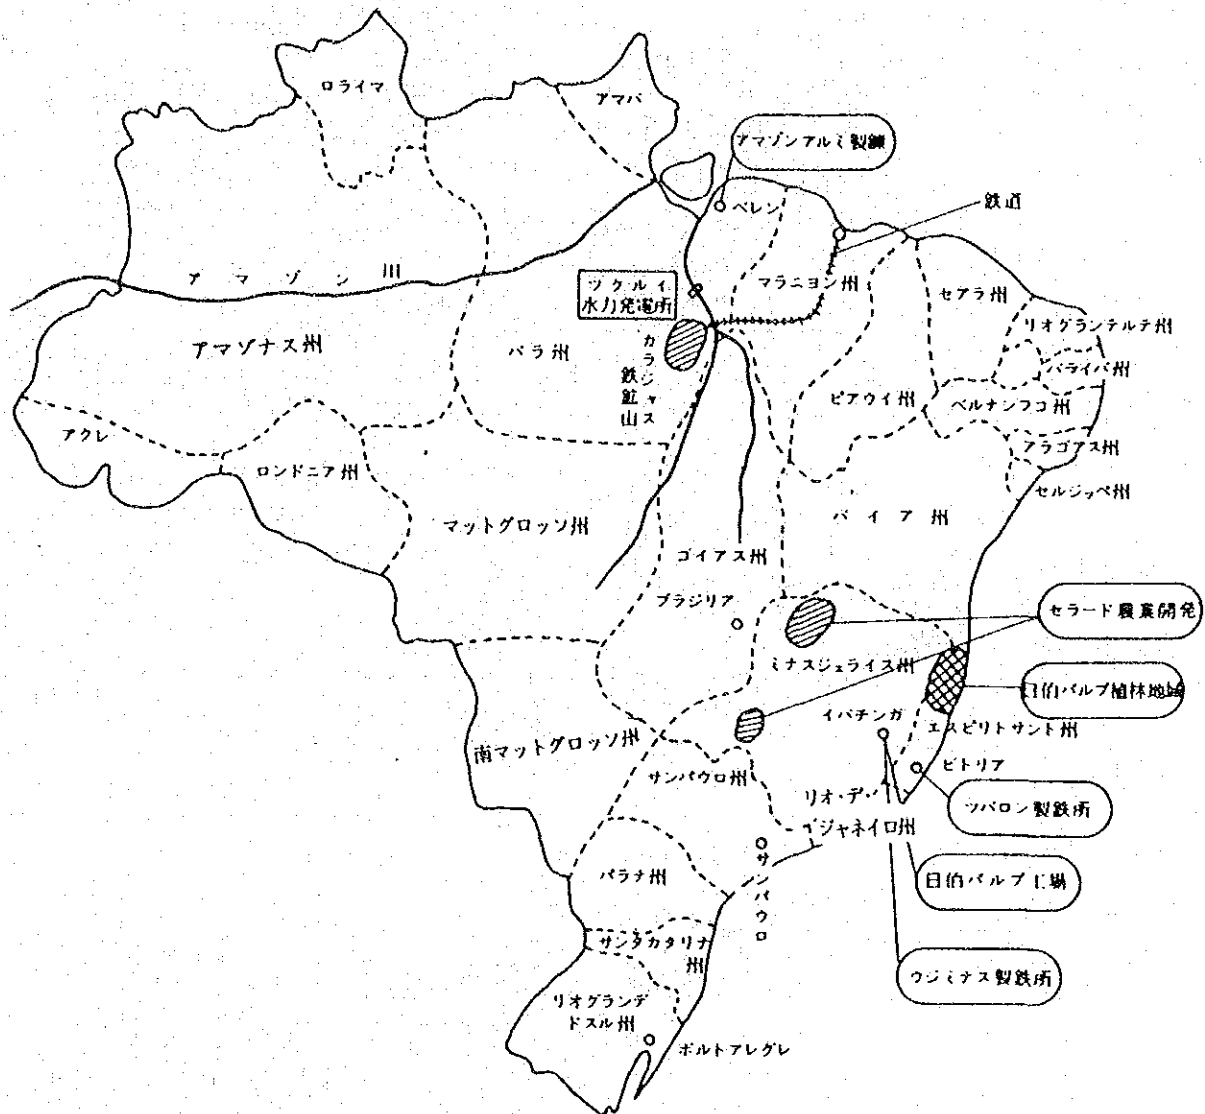 ロライマ
アマパ
アマゾンアルミ製錬
ベレン
鉄道
アマゾン川
ツクルイ
水力発電所
マラニヨン州
セアラ州
リオグランテルテ州
パライバ州
アマゾナス州
パラ州
カラジャス
鉄鉱山
ピアウイ州
ペルナンブコ州
アクレ
アラゴアス州
ロンドニア州
セルジッペ州
マットグロッソ州
バイア州
ゴイアス州
ブラジリア
セラード農業開発
ミナスジェライス州
日伯パルプ植林地域
イパチンガ
エスピリトサント州
南マットグロッソ州
サンパウロ州
ビトリア
リオ・デ・
ジャネイロ州
ツバロン製鉄所
サンパウロ
パラナ州
日伯パルプ工場
サンタカタリナ
州
ウジミナス製鉄所
リオグランデ
ドスル州
ポルトアレグレ